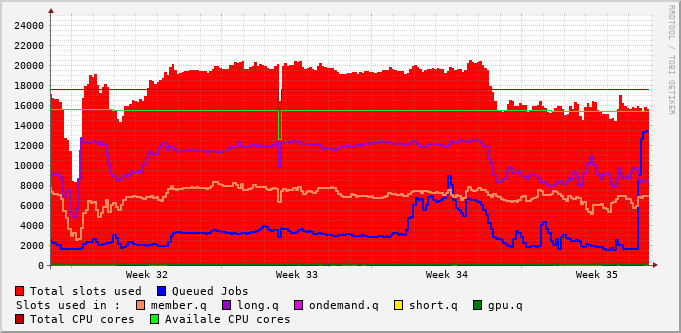 RRDTOOL / TOBI OETIKER
24000
22000
20000
18000
16000
14000
12000
10000
8000
6000
4000
2000
0
Week 32 Week 33 Week 34 Week 35
Total slots used Queued Jobs
Slots used in : member.q long.q ondemand.q short.q gpu.q
Total CPU cores Availale CPU cores